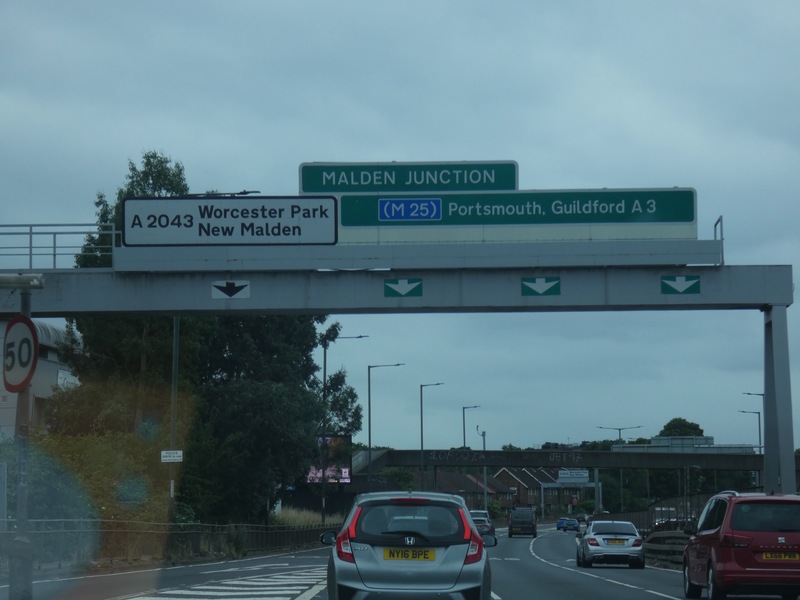 MALDEN JUNCTION
A 2043 Worcester Park
New Malden
(M 25) Portsmouth, Guildford A 3
50
NY16 BPE